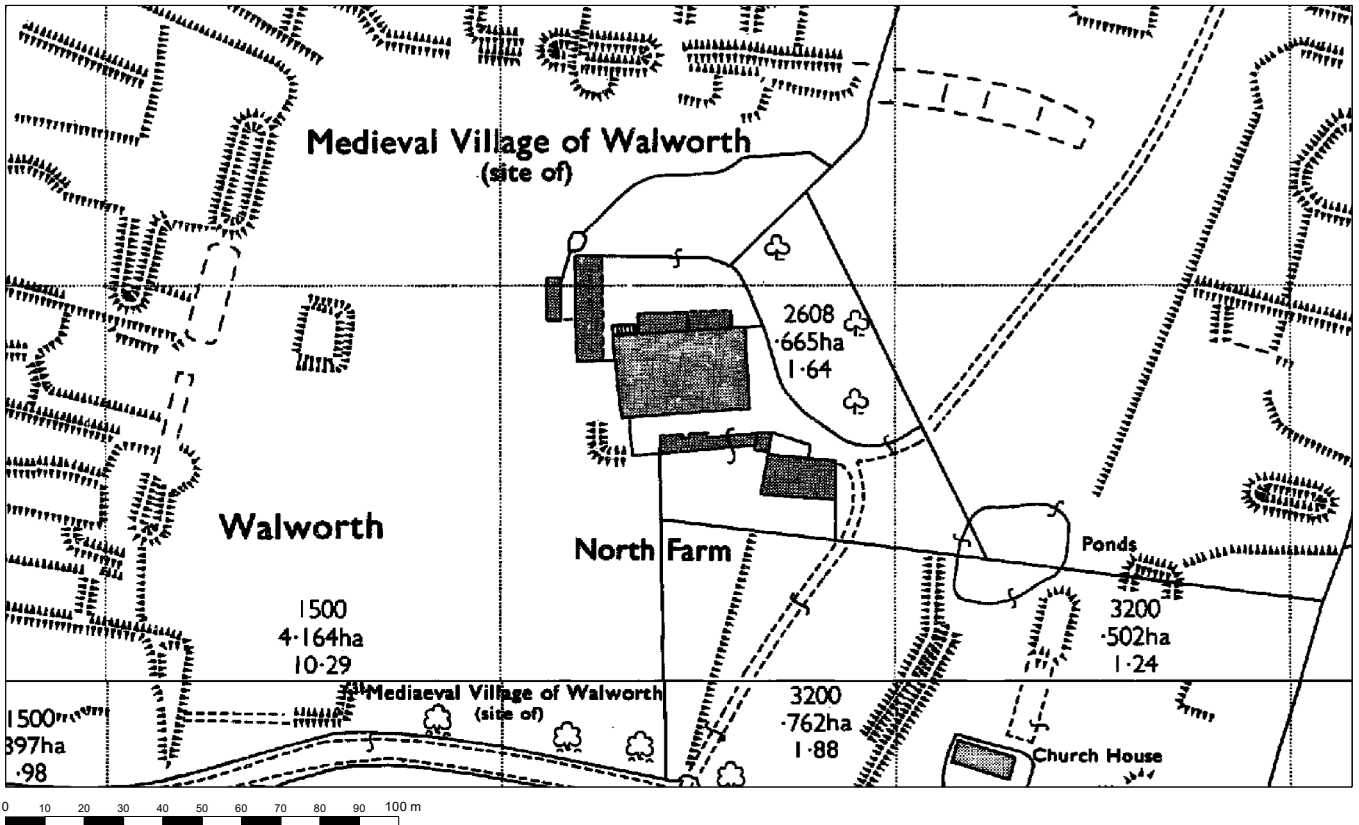 Medieval Village of Walworth
(site of)
2608
·665ha
1·64
Walworth
North Farm
Ponds
1500
4·164ha
10·29
3200
·502ha
1·24
Mediaeval Village of Walworth
(site of)
1500
397ha
·98
3200
·762ha
1·88
Church House
0 10 20 30 40 50 60 70 80 90 100 m